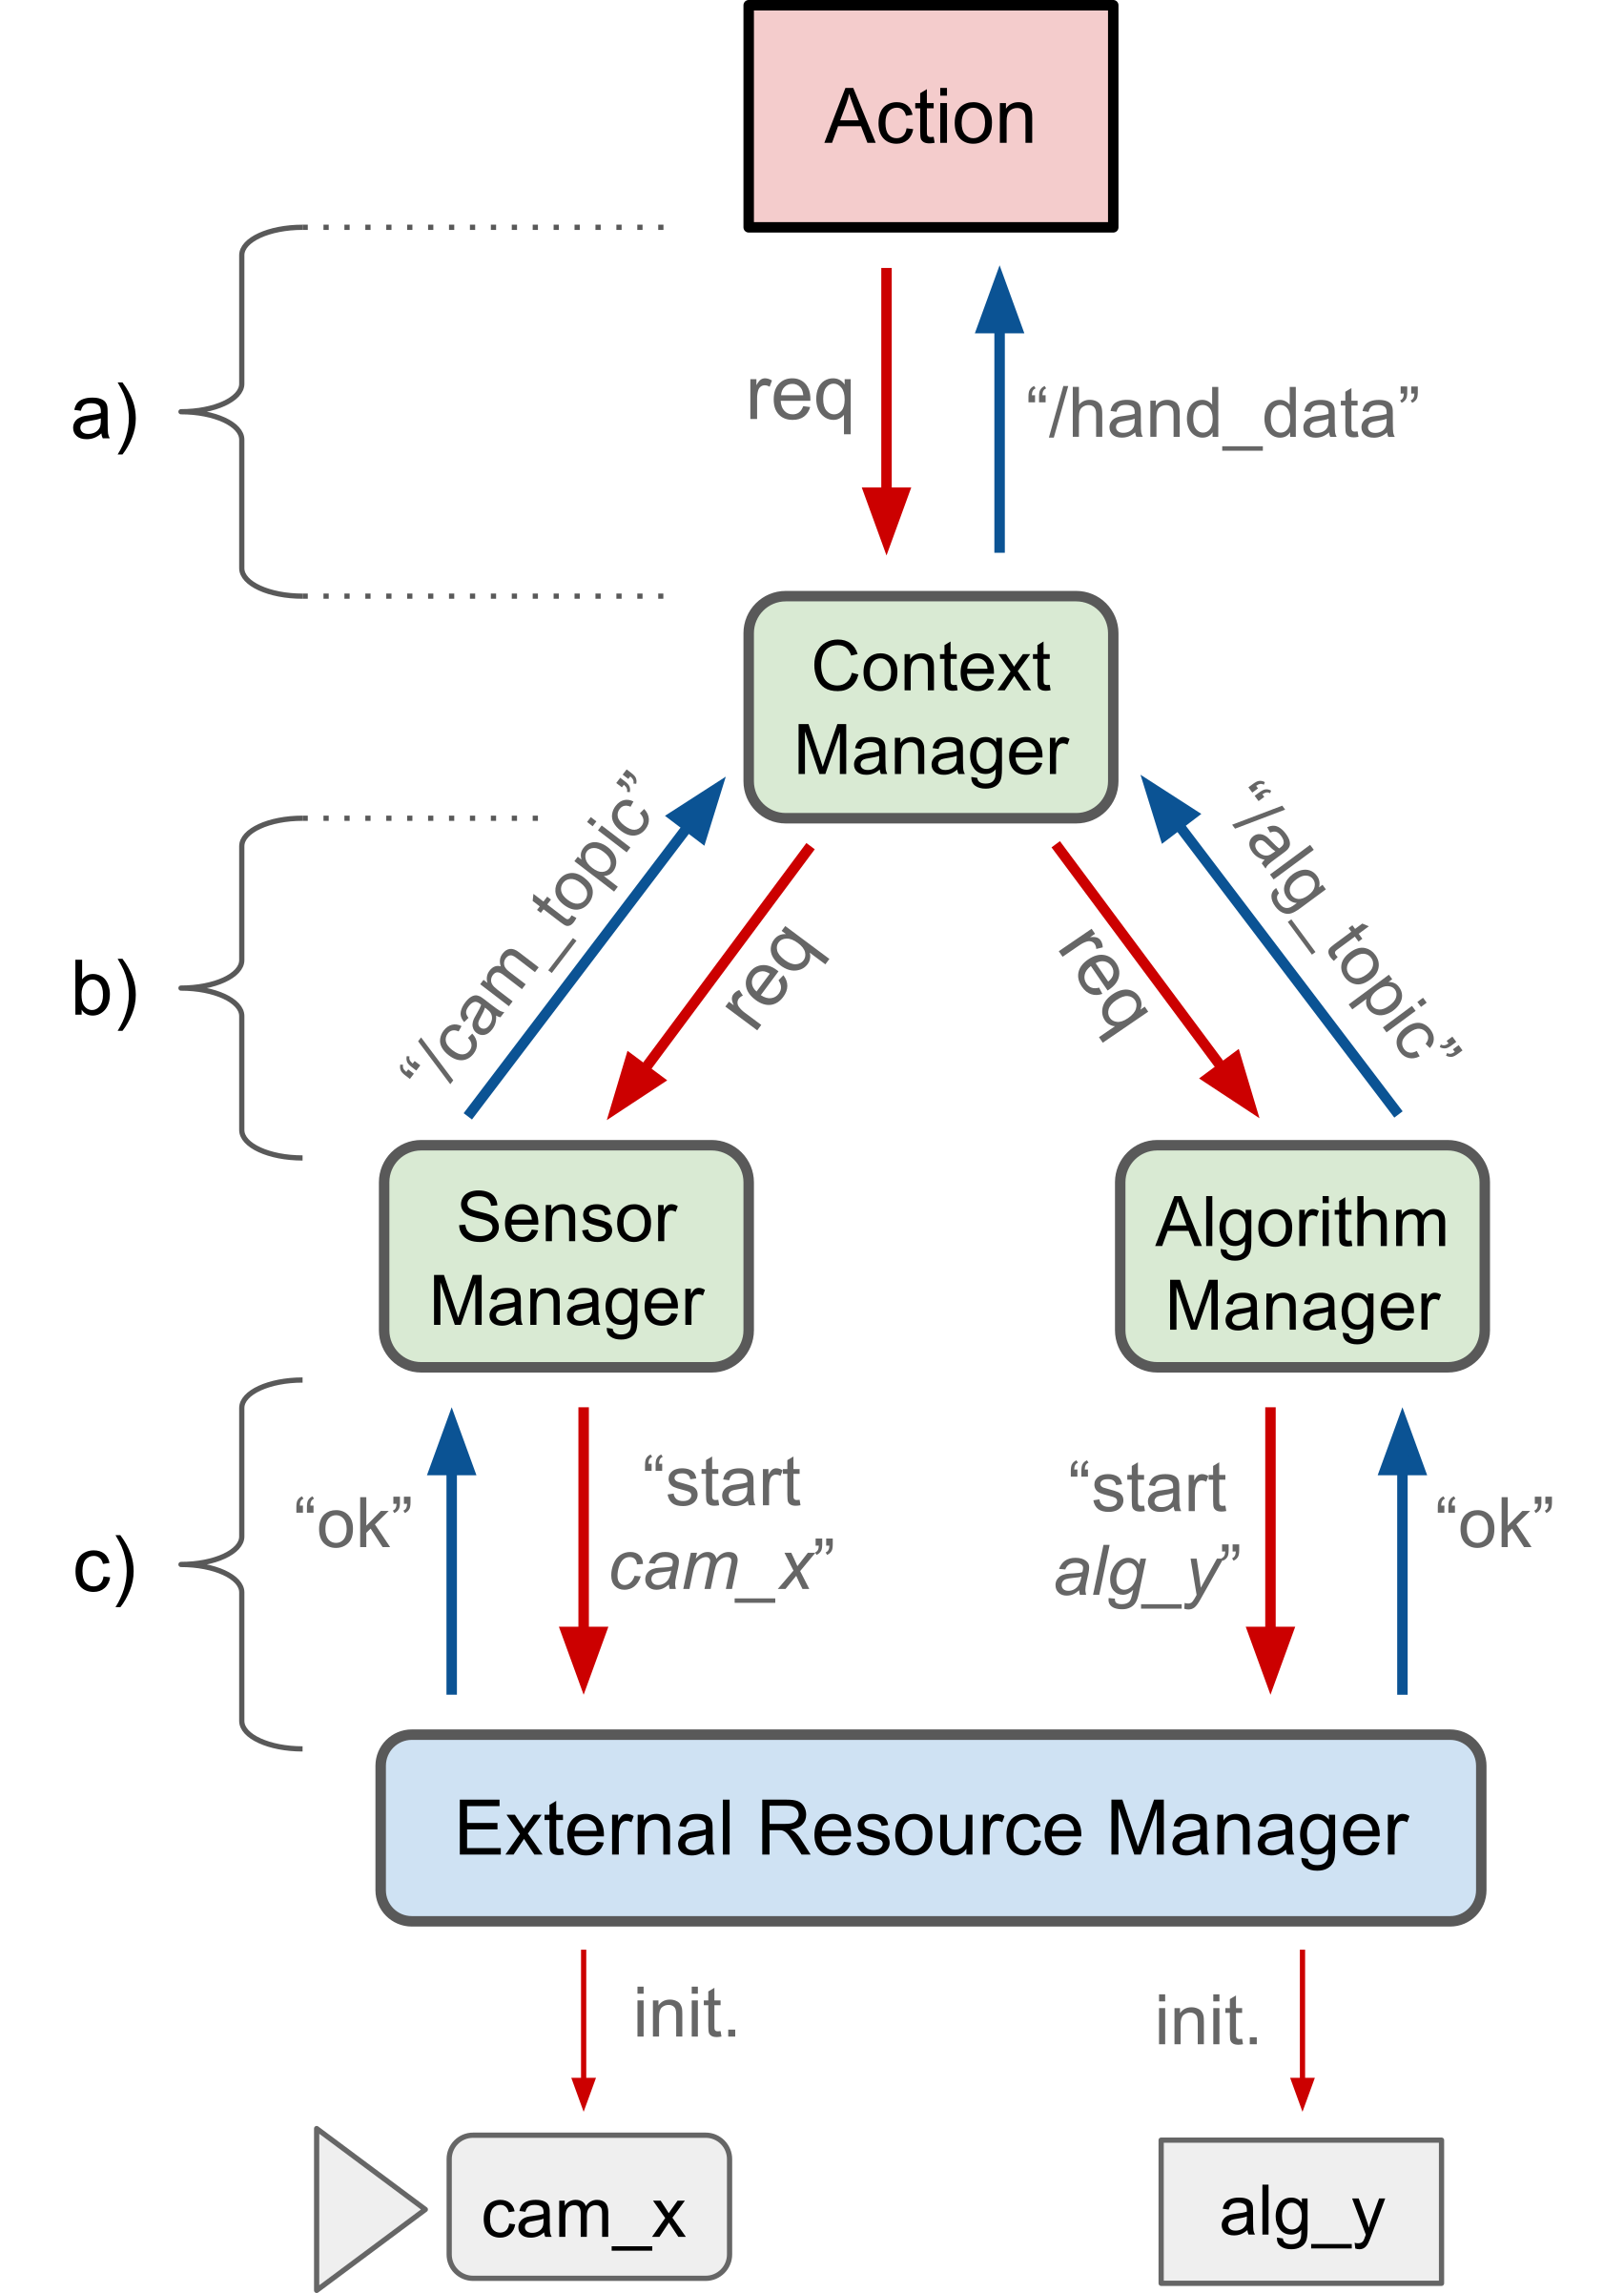 Action
a)
req
“/hand_data”
Context
Manager
b)
“/cam_topic”
req
req
“/alg_topic”
Sensor
Manager
Algorithm
Manager
c)
“ok”
“start
cam_x”
“start
alg_y”
“ok”
External Resource Manager
init.
init.
cam_x
alg_y